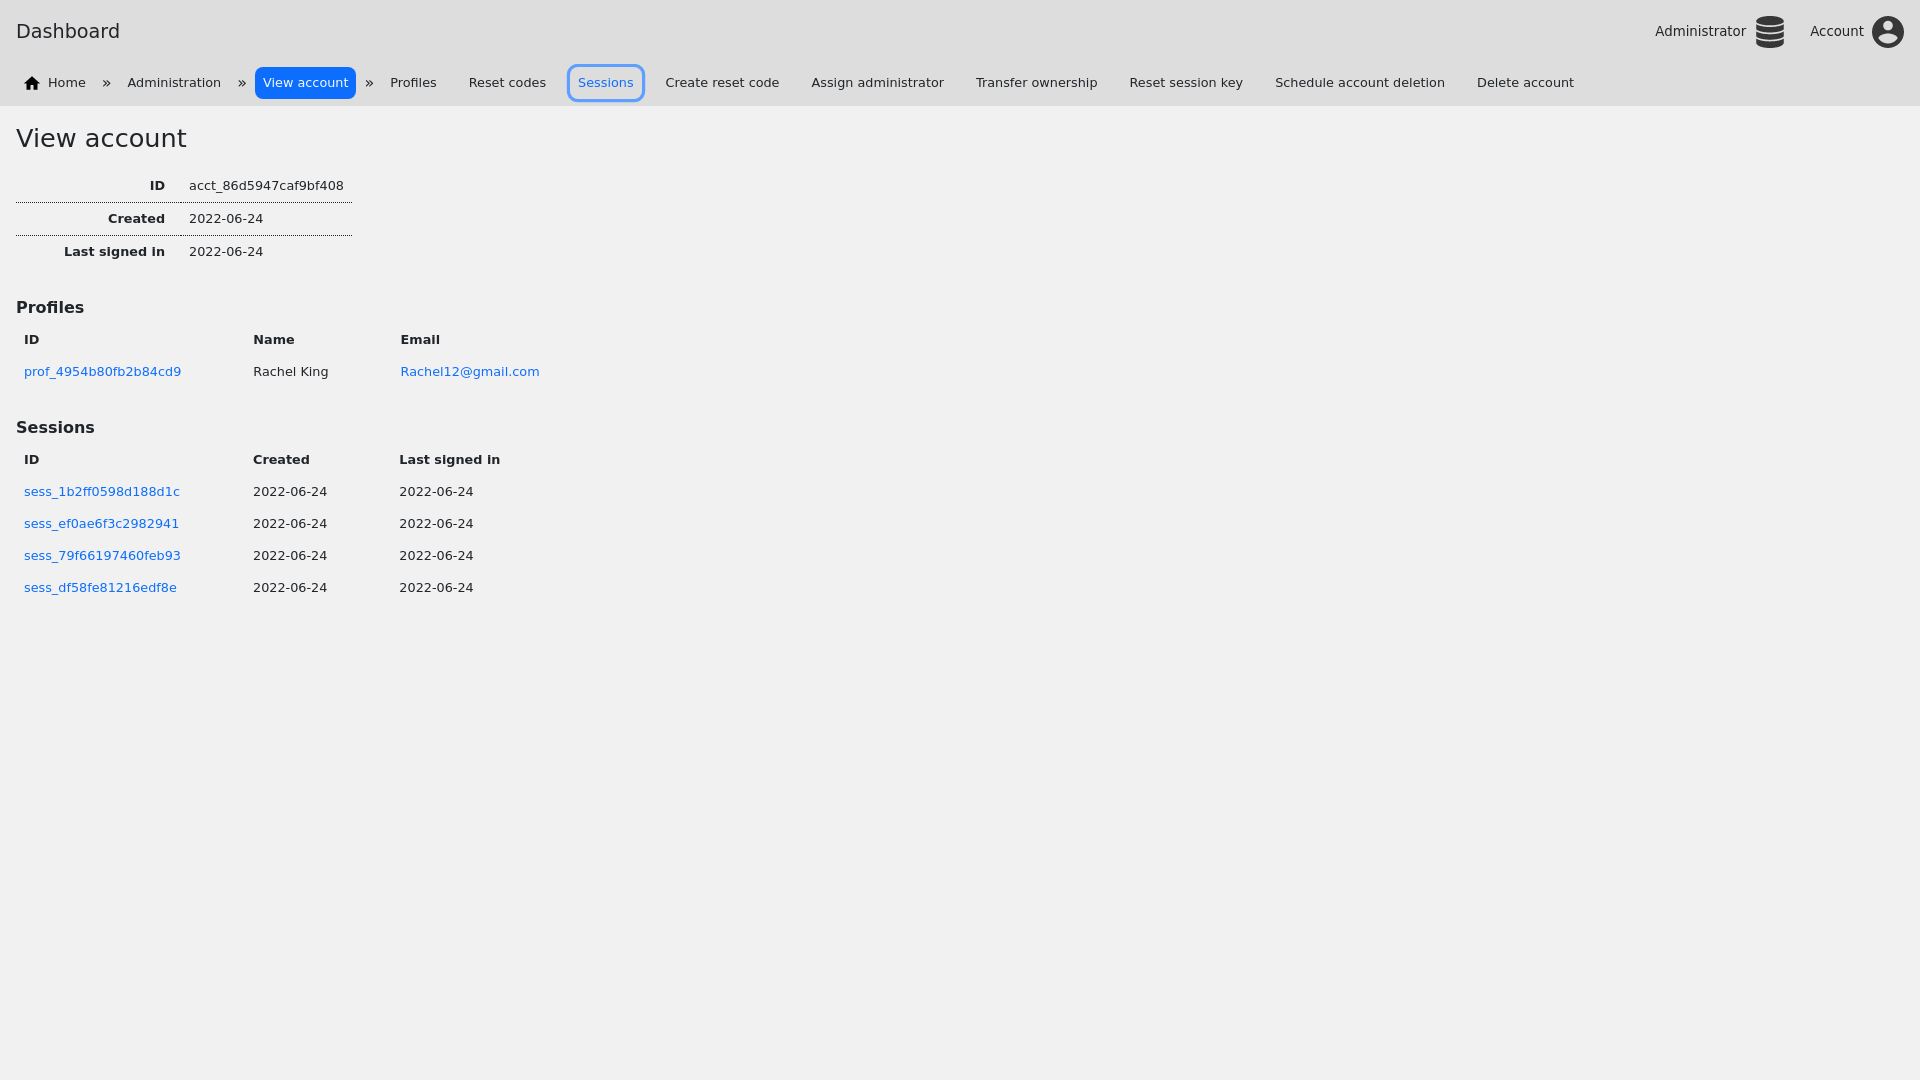 Dashboard
Administrator
Account
Home » Administration » View account » Profiles Reset codes Sessions Create reset code Assign administrator Transfer ownership Reset session key Schedule account deletion Delete account
View account
ID acct_86d5947caf9bf408
Created 2022-06-24
Last signed in 2022-06-24
Profiles
ID Name Email
prof_4954b80fb2b84cd9 Rachel King Rachel12@gmail.com
Sessions
ID Created Last signed in
sess_1b2ff0598d188d1c 2022-06-24 2022-06-24
sess_ef0ae6f3c2982941 2022-06-24 2022-06-24
sess_79f66197460feb93 2022-06-24 2022-06-24
sess_df58fe81216edf8e 2022-06-24 2022-06-24